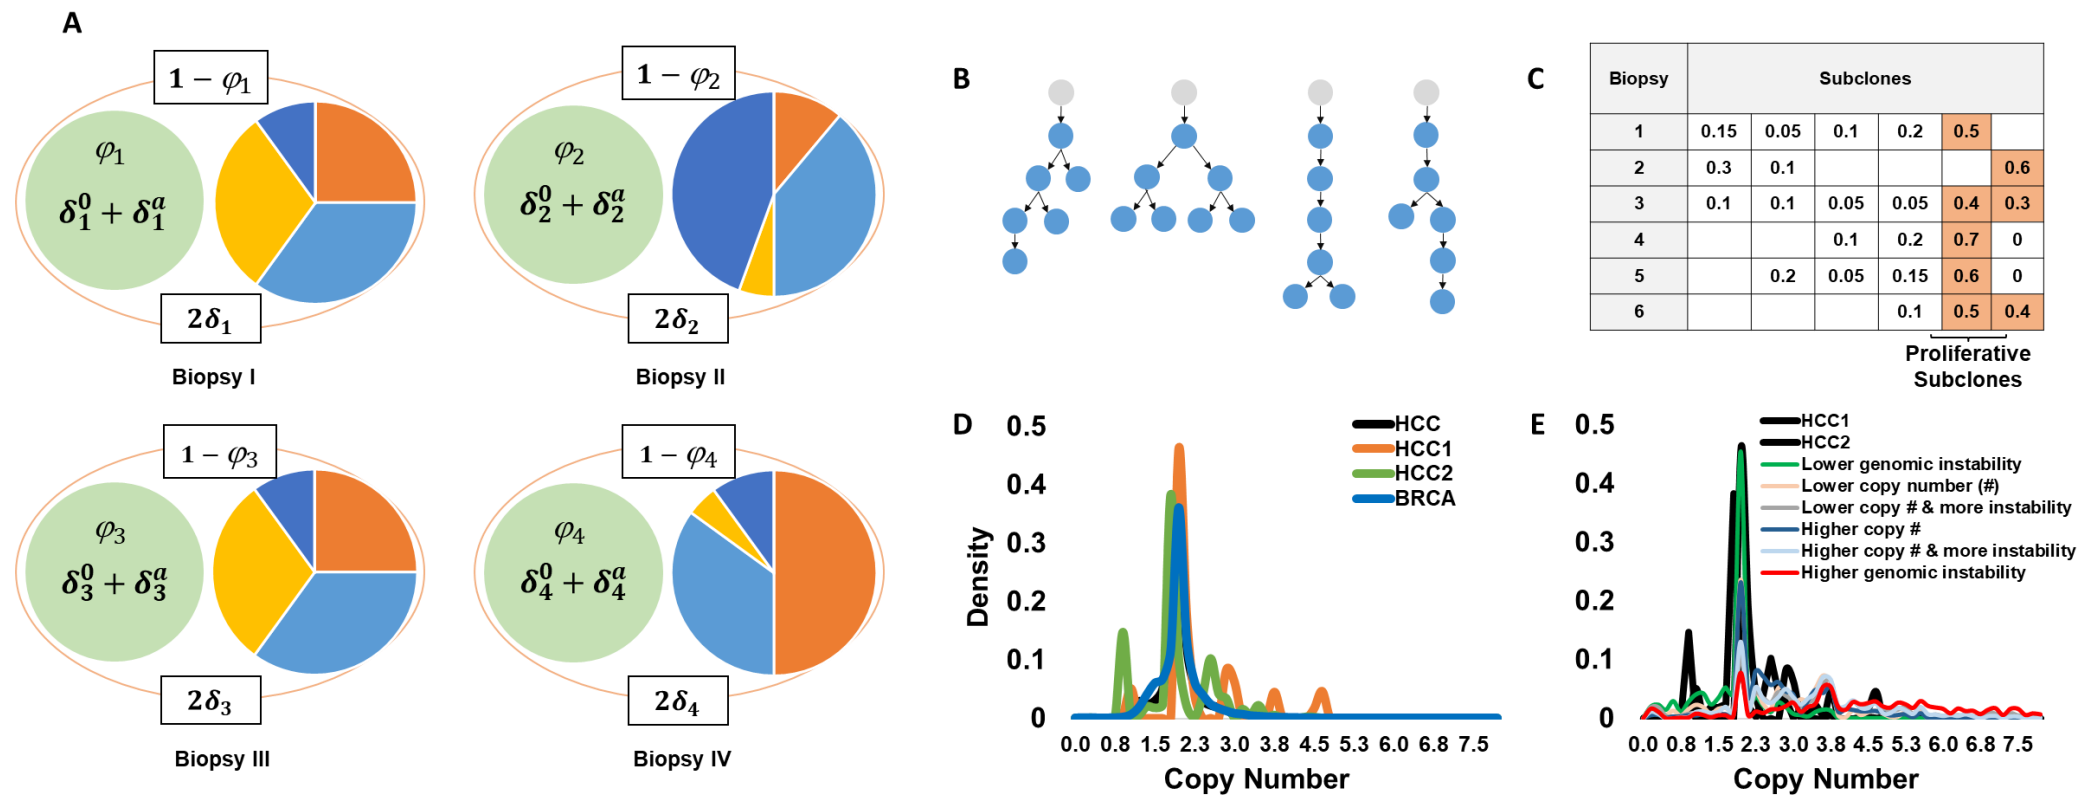 A
1 − φ1
φ1
δ⁰1 + δᵃ1
2δ1
Biopsy I
1 − φ2
φ2
δ⁰2 + δᵃ2
2δ2
Biopsy II
1 − φ3
φ3
δ⁰3 + δᵃ3
2δ3
Biopsy III
1 − φ4
φ4
δ⁰4 + δᵃ4
2δ4
Biopsy IV
B
C
Biopsy Subclones
1 0.15 0.05 0.1 0.2 0.5
2 0.3 0.1 0.6
3 0.1 0.1 0.05 0.05 0.4 0.3
4 0.1 0.2 0.7 0
5 0.2 0.05 0.15 0.6 0
6 0.1 0.5 0.4
Proliferative
Subclones
D
0.5
0.4
0.3
0.2
0.1
0
Density
HCC
HCC1
HCC2
BRCA
0.0 0.8 1.5 2.3 3.0 3.8 4.5 5.3 6.0 6.8 7.5
Copy Number
E
0.5
0.4
0.3
0.2
0.1
0
HCC1
HCC2
Lower genomic instability
Lower copy number (#)
Lower copy # & more instability
Higher copy #
Higher copy # & more instability
Higher genomic instability
0.0 0.8 1.5 2.3 3.0 3.8 4.5 5.3 6.0 6.8 7.5
Copy Number